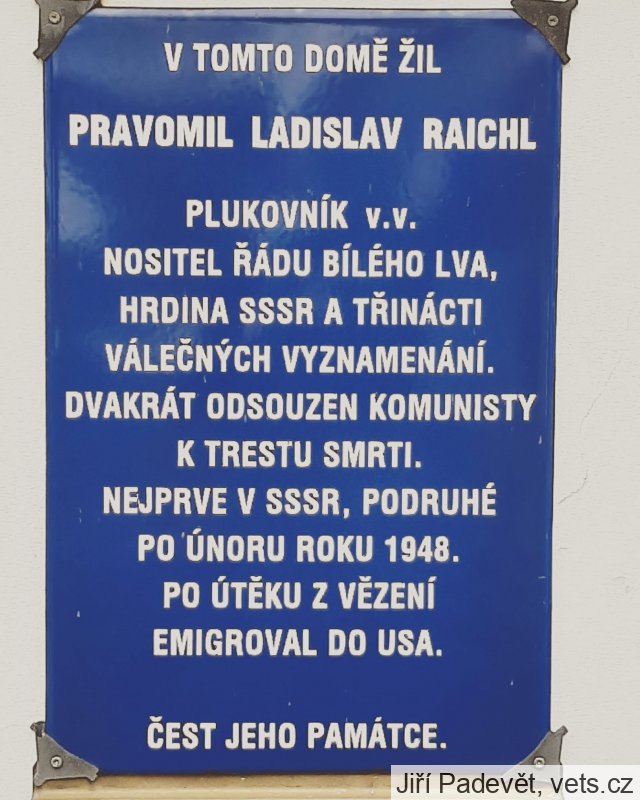 V TOMTO DOMĚ ŽIL
PRAVOMIL LADISLAV RAICHL
PLUKOVNÍK v.v.
NOSITEL ŘÁDU BÍLÉHO LVA,
HRDINA SSSR A TŘINÁCTI
VÁLEČNÝCH VYZNAMENÁNÍ.
DVAKRÁT ODSOUZEN KOMUNISTY
K TRESTU SMRTI.
NEJPRVE V SSSR, PODRUHÉ
PO ÚNORU ROKU 1948.
PO ÚTĚKU Z VĚZENÍ
EMIGROVAL DO USA.
ČEST JEHO PAMÁTCE.
Jiří Padevět, vets.cz